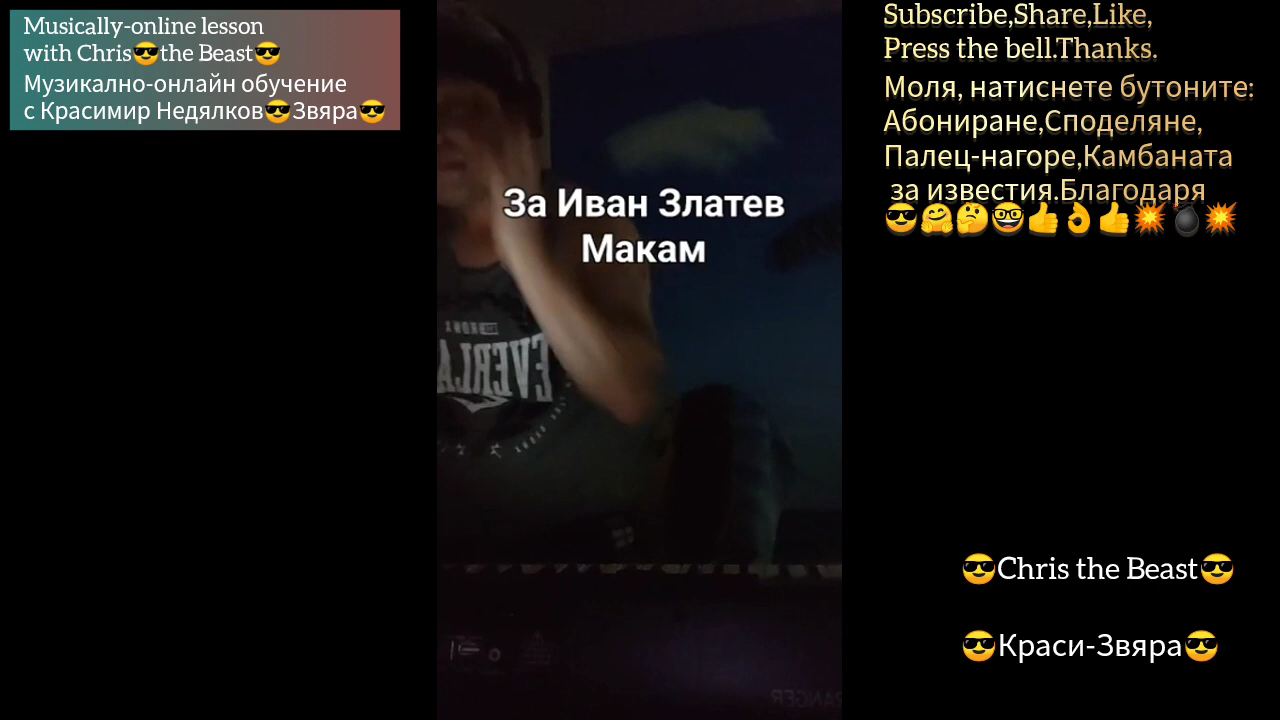 Musically-online lesson
with Chris😎the Beast😎
Музикално-онлайн обучение
с Красимир Недялков😎Звяра😎
За Иван Златев
Макам
Subscribe,Share,Like,
Press the bell.Thanks.
Моля, натиснете бутоните:
Абониране,Споделяне,
Палец-нагоре,Камбаната
за известия.Благодаря
😎🤗🤔🤓👍👌👍💥💣💥
😎Chris the Beast😎
😎Краси-Звяра😎